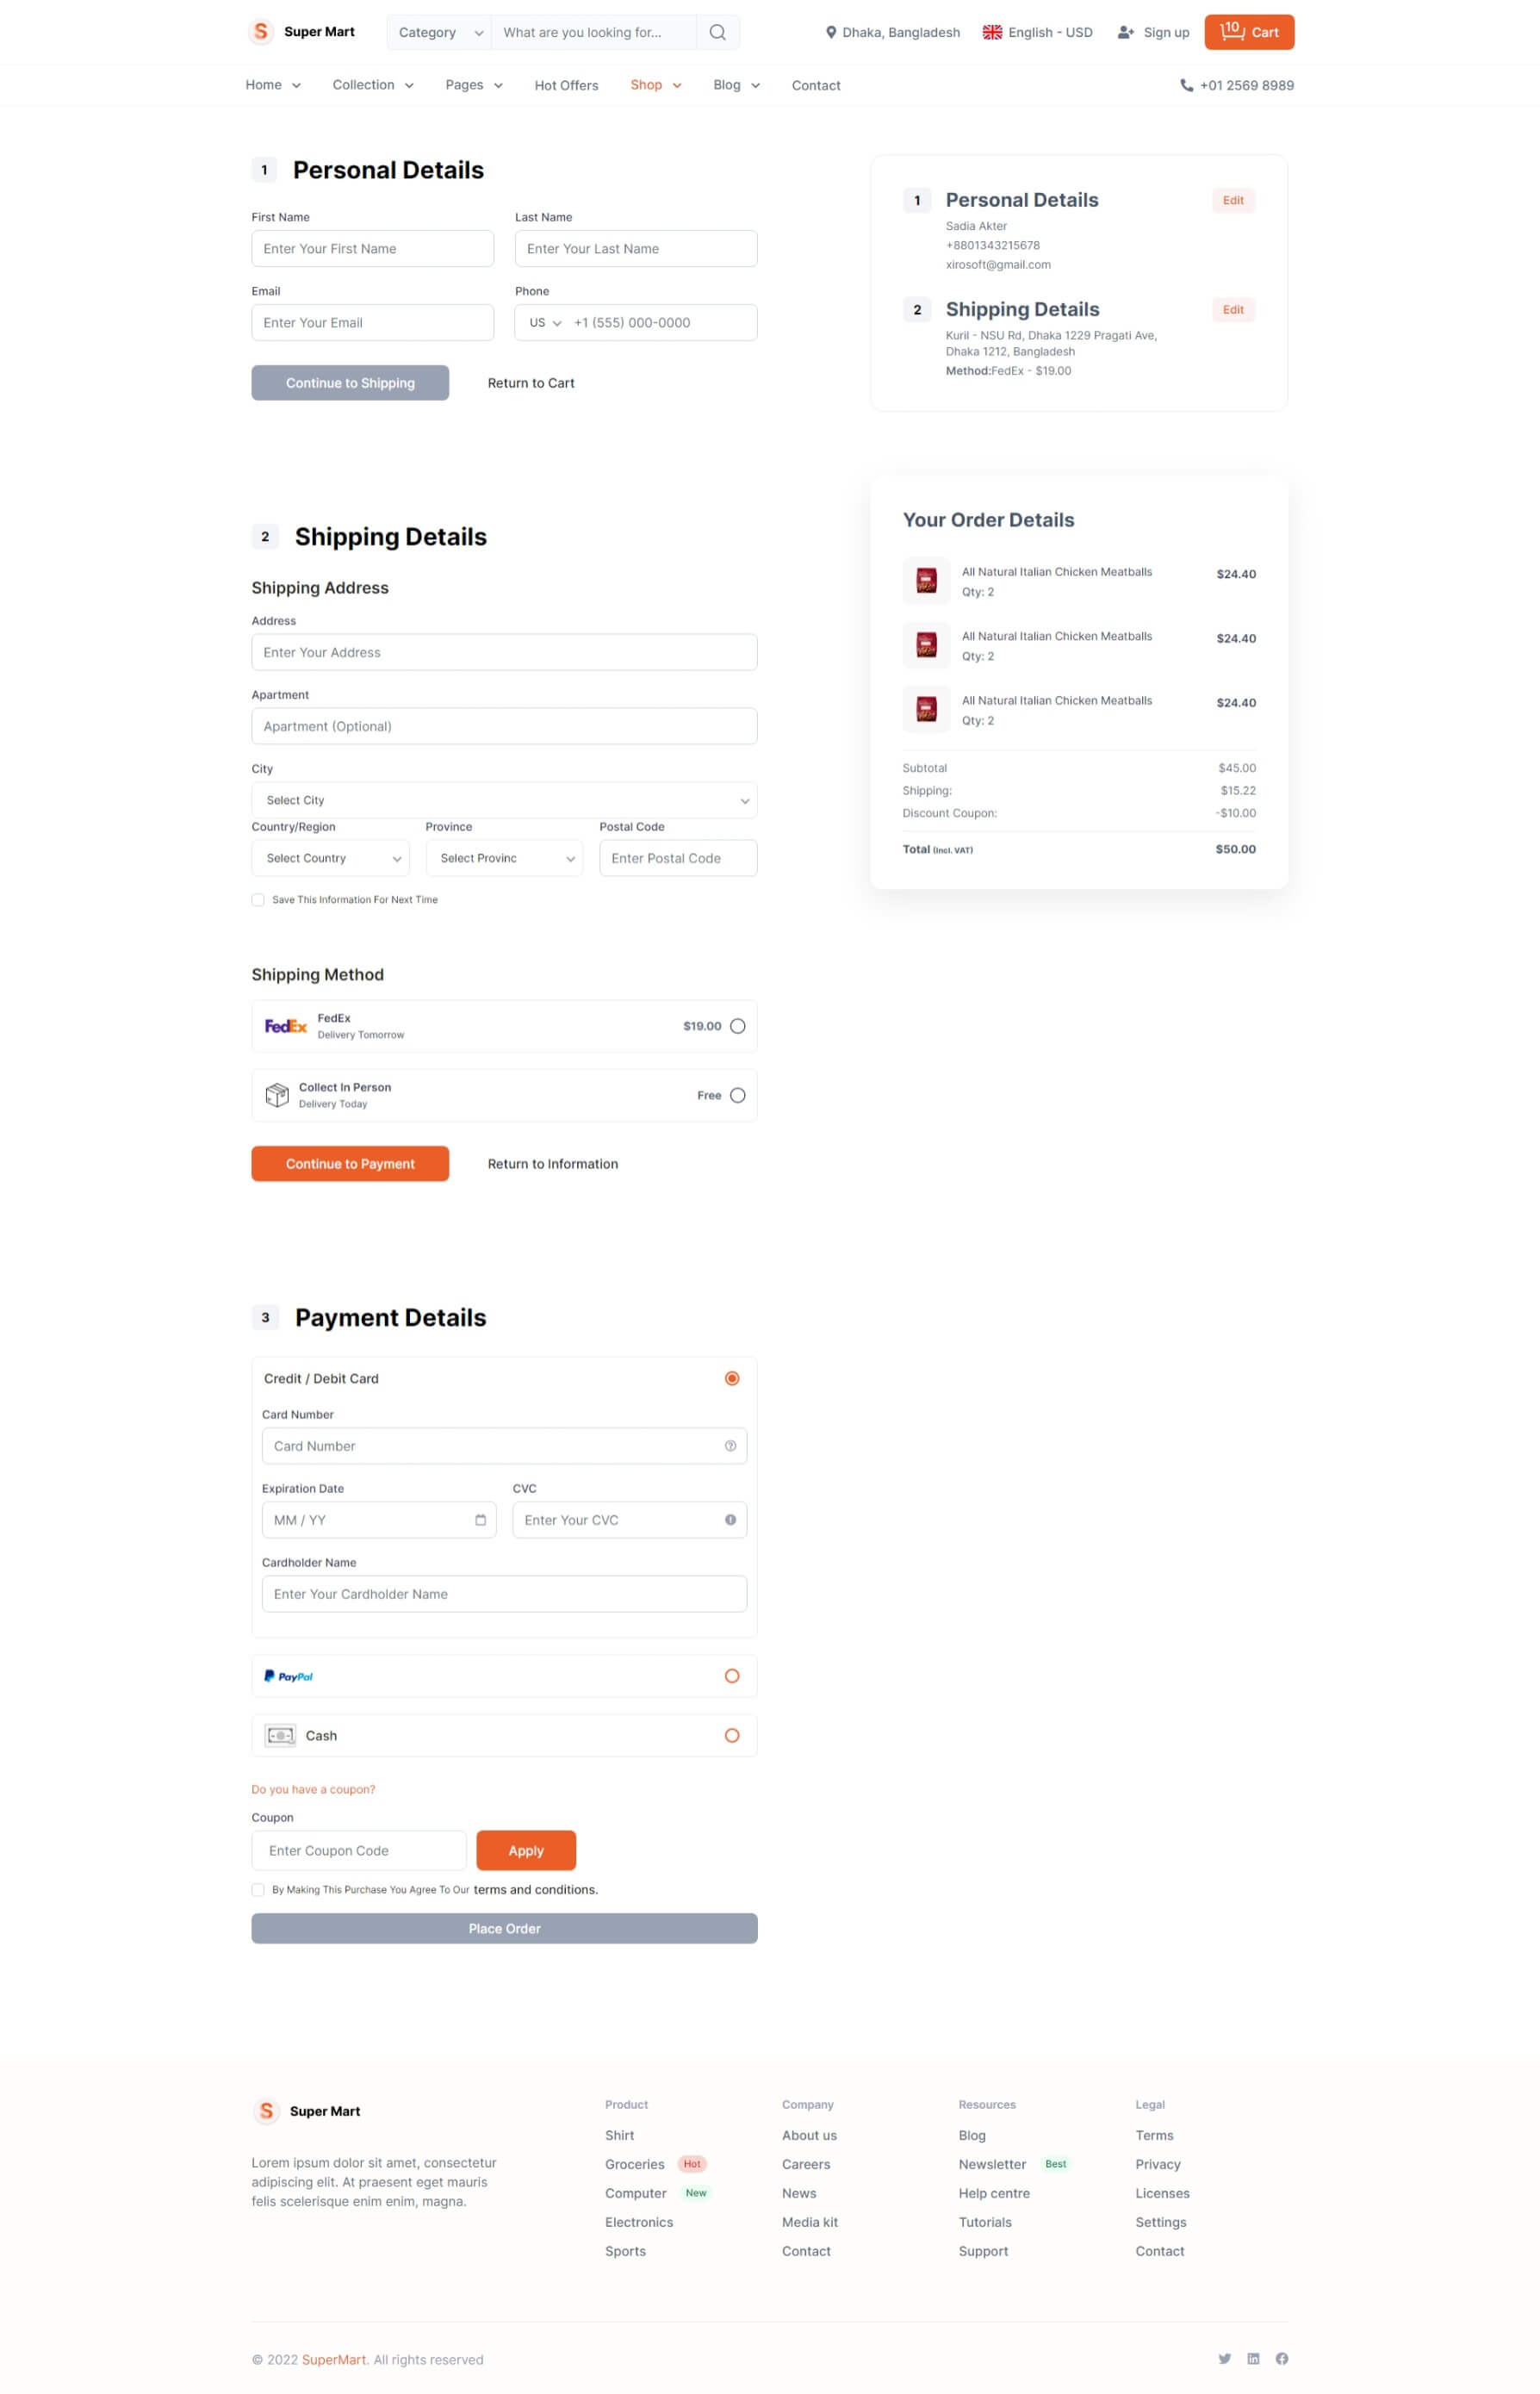 S Super Mart Category What are you looking for... Dhaka, Bangladesh English - USD Sign up 10 Cart
Home Collection Pages Hot Offers Shop Blog Contact +01 2569 8989
1 Personal Details
First Name Last Name
Enter Your First Name Enter Your Last Name
Email Phone
Enter Your Email US +1 (555) 000-0000
Continue to Shipping Return to Cart
1 Personal Details Edit
Sadia Akter
+8801343215678
xirosoft@gmail.com
2 Shipping Details Edit
Kuril - NSU Rd, Dhaka 1229 Pragati Ave,
Dhaka 1212, Bangladesh
Method:FedEx - $19.00
2 Shipping Details
Shipping Address
Address
Enter Your Address
Apartment
Apartment (Optional)
City
Select City
Country/Region Province Postal Code
Select Country Select Provinc Enter Postal Code
Save This Information For Next Time
Your Order Details
All Natural Italian Chicken Meatballs $24.40
Qty: 2
All Natural Italian Chicken Meatballs $24.40
Qty: 2
All Natural Italian Chicken Meatballs $24.40
Qty: 2
Subtotal $45.00
Shipping: $15.22
Discount Coupon: -$10.00
Total (Incl. VAT) $50.00
Shipping Method
FedEx FedEx
Delivery Tomorrow
$19.00
Collect In Person
Delivery Today
Free
Continue to Payment Return to Information
3 Payment Details
Credit / Debit Card
Card Number
Card Number
Expiration Date CVC
MM / YY Enter Your CVC
Cardholder Name
Enter Your Cardholder Name
PayPal
Cash
Do you have a coupon?
Coupon
Enter Coupon Code Apply
By Making This Purchase You Agree To Our terms and conditions.
Place Order
S Super Mart
Lorem ipsum dolor sit amet, consectetur
adipiscing elit. At praesent eget mauris
felis scelerisque enim enim, magna.
Product
Shirt
Groceries Hot
Computer New
Electronics
Sports
Company
About us
Careers
News
Media kit
Contact
Resources
Blog
Newsletter Best
Help centre
Tutorials
Support
Legal
Terms
Privacy
Licenses
Settings
Contact
© 2022 SuperMart. All rights reserved